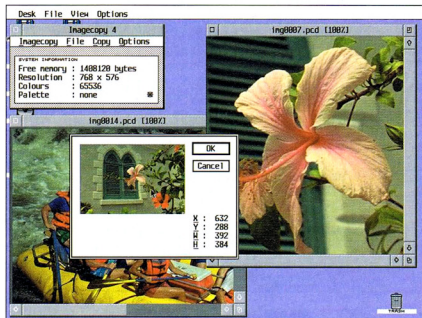 Desk File View Options
Imagecopy 4
Imagecopy File Copy Options
SYSTEM INFORMATION
Free memory : 1408120 bytes
Resolution : 768 x 576
Colours : 65536
Palette : none
img0007.pcd [100%]
img0014.pcd [100%]
OK
Cancel
X : 632
Y : 288
W : 392
H : 384